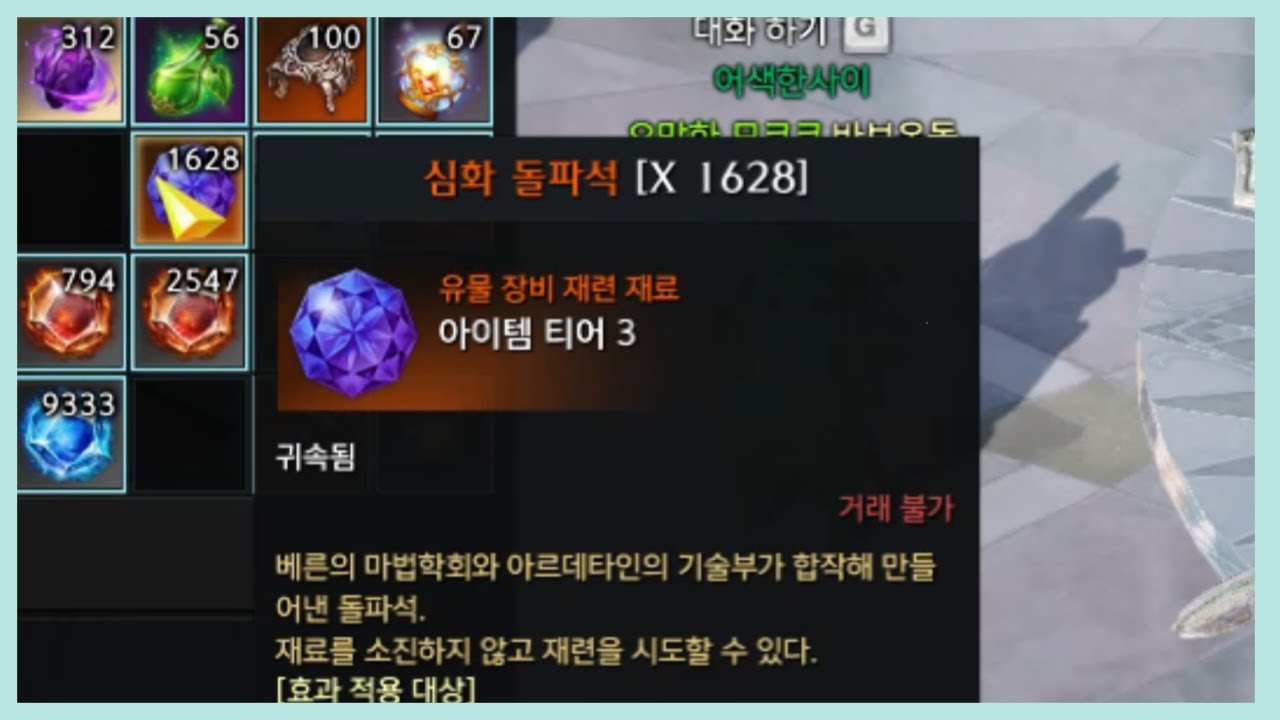 312 56 100 67
대화 하기 G
어색한사이
1628
심화 돌파석 [X 1628]
794 2547
유물 장비 재련 재료
아이템 티어 3
9333
귀속됨
거래 불가
베른의 마법학회와 아르데타인의 기술부가 합작해 만들
어낸 돌파석.
재료를 소진하지 않고 재련을 시도할 수 있다.
[효과 적용 대상]